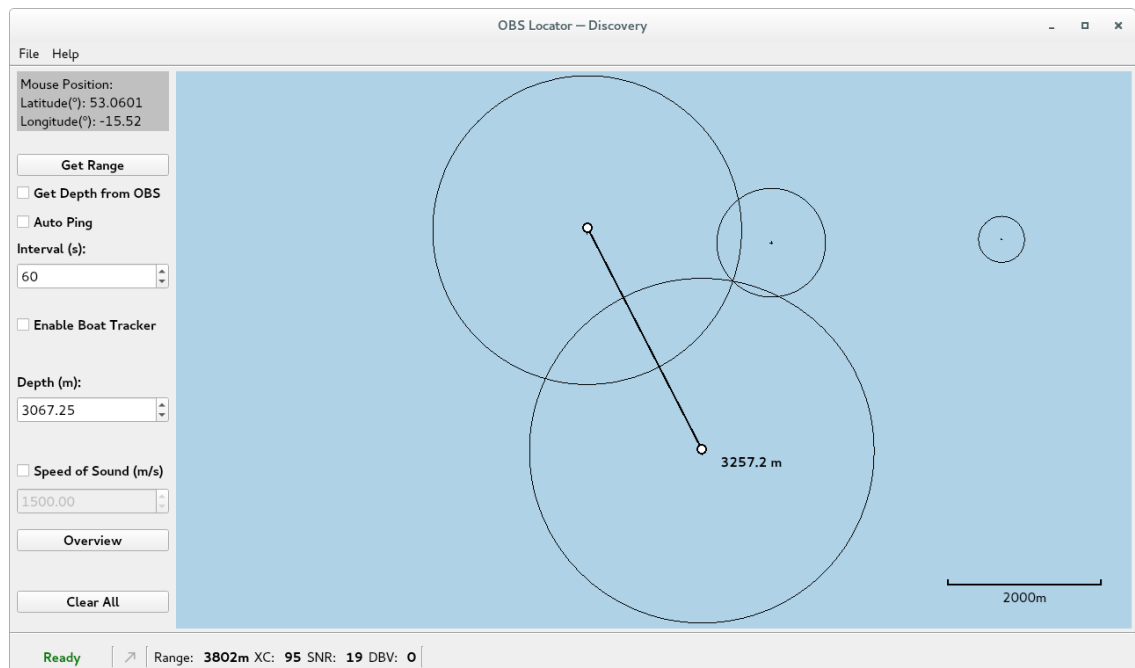 OBS Locator — Discovery
File Help
Mouse Position:
Latitude(°): 53.0601
Longitude(°): -15.52
Get Range
Get Depth from OBS
Auto Ping
Interval (s):
60
Enable Boat Tracker
Depth (m):
3067.25
Speed of Sound (m/s)
1500.00
Overview
Clear All
3257.2 m
2000m
Ready Range: 3802m XC: 95 SNR: 19 DBV: 0